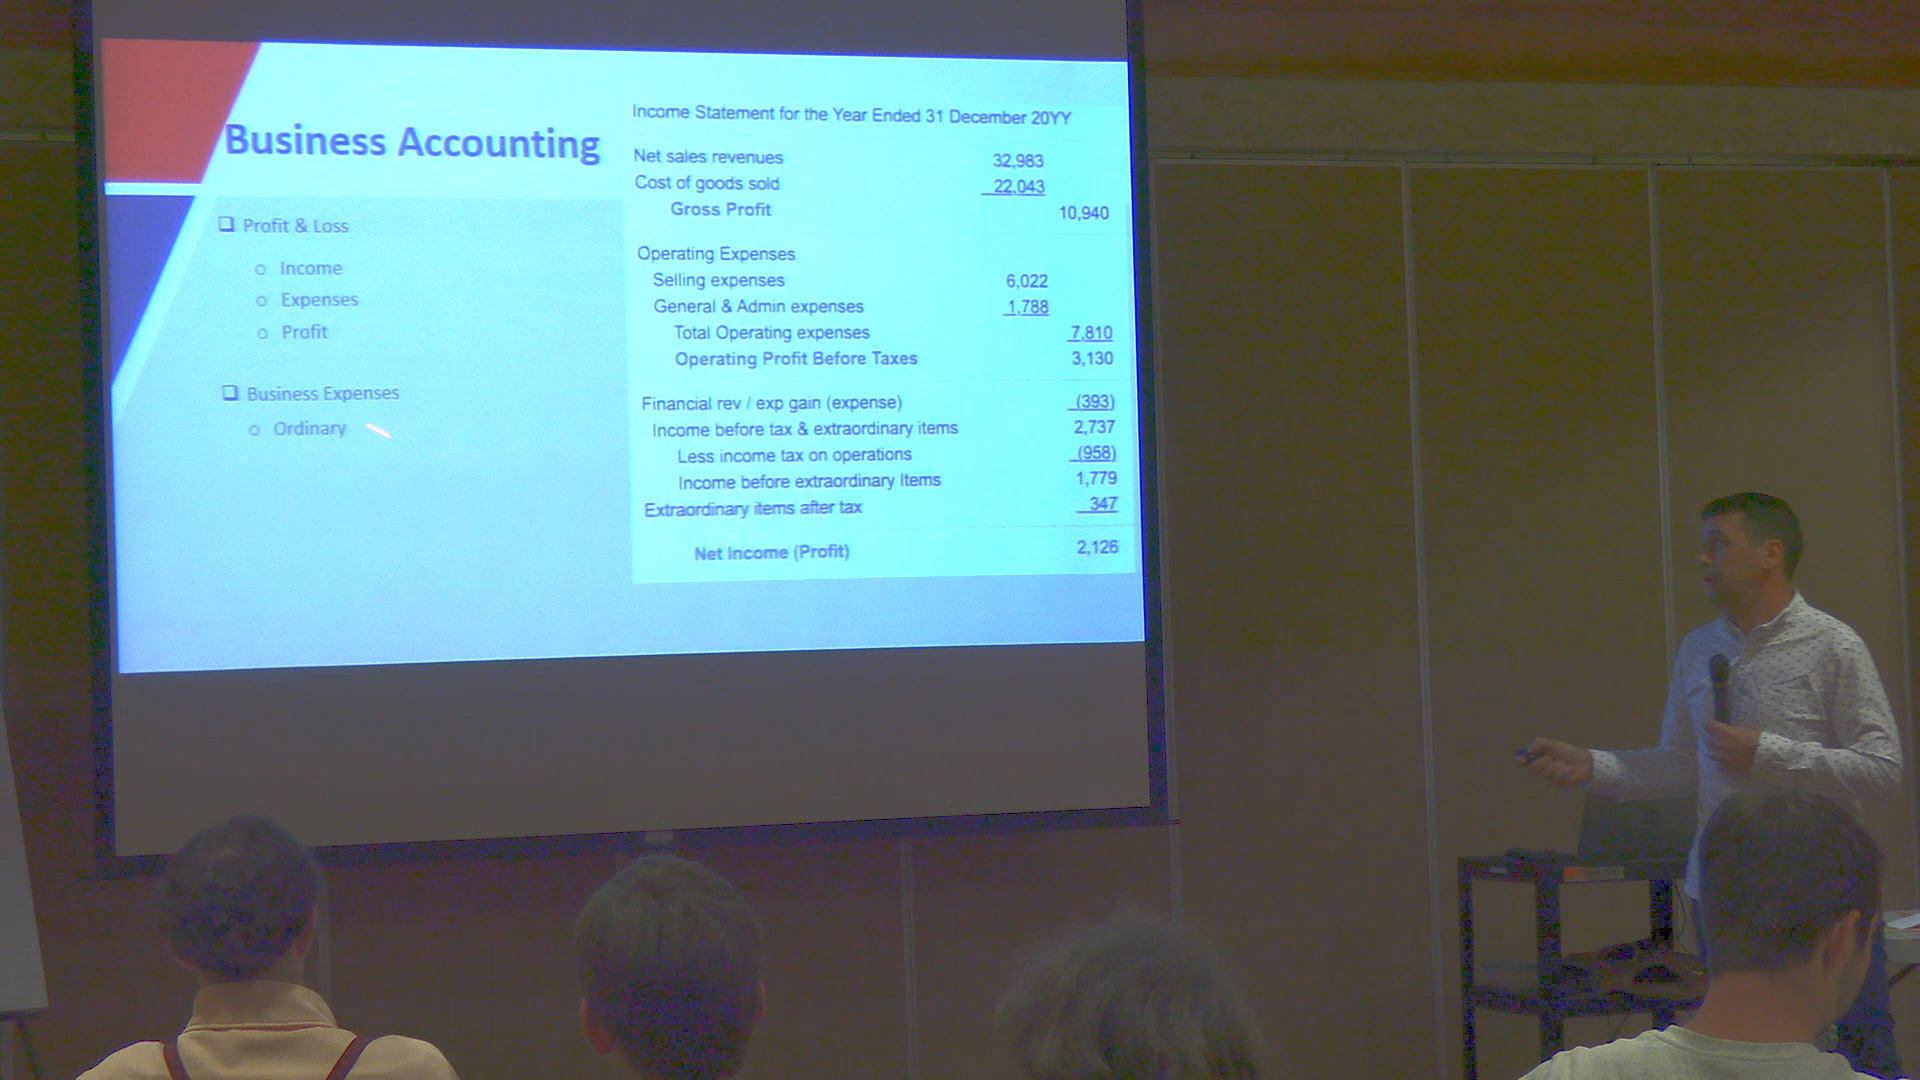 Business Accounting
Profit & Loss
Income
Expenses
Profit
Business Expenses
Ordinary
Income Statement for the Year Ended 31 December 20YY
Net sales revenues 32,983
Cost of goods sold 22,043
Gross Profit 10,940
Operating Expenses
Selling expenses 6,022
General & Admin expenses 1,788
Total Operating expenses 7,810
Operating Profit Before Taxes 3,130
Financial rev / exp gain (expense) (393)
Income before tax & extraordinary items 2,737
Less income tax on operations (958)
Income before extraordinary Items 1,779
Extraordinary items after tax 347
Net Income (Profit) 2,126